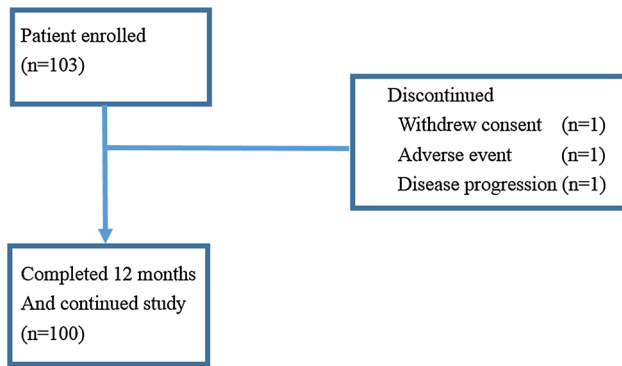 Patient enrolled
(n=103)
Discontinued
Withdrew consent (n=1)
Adverse event (n=1)
Disease progression (n=1)
Completed 12 months
And continued study
(n=100)